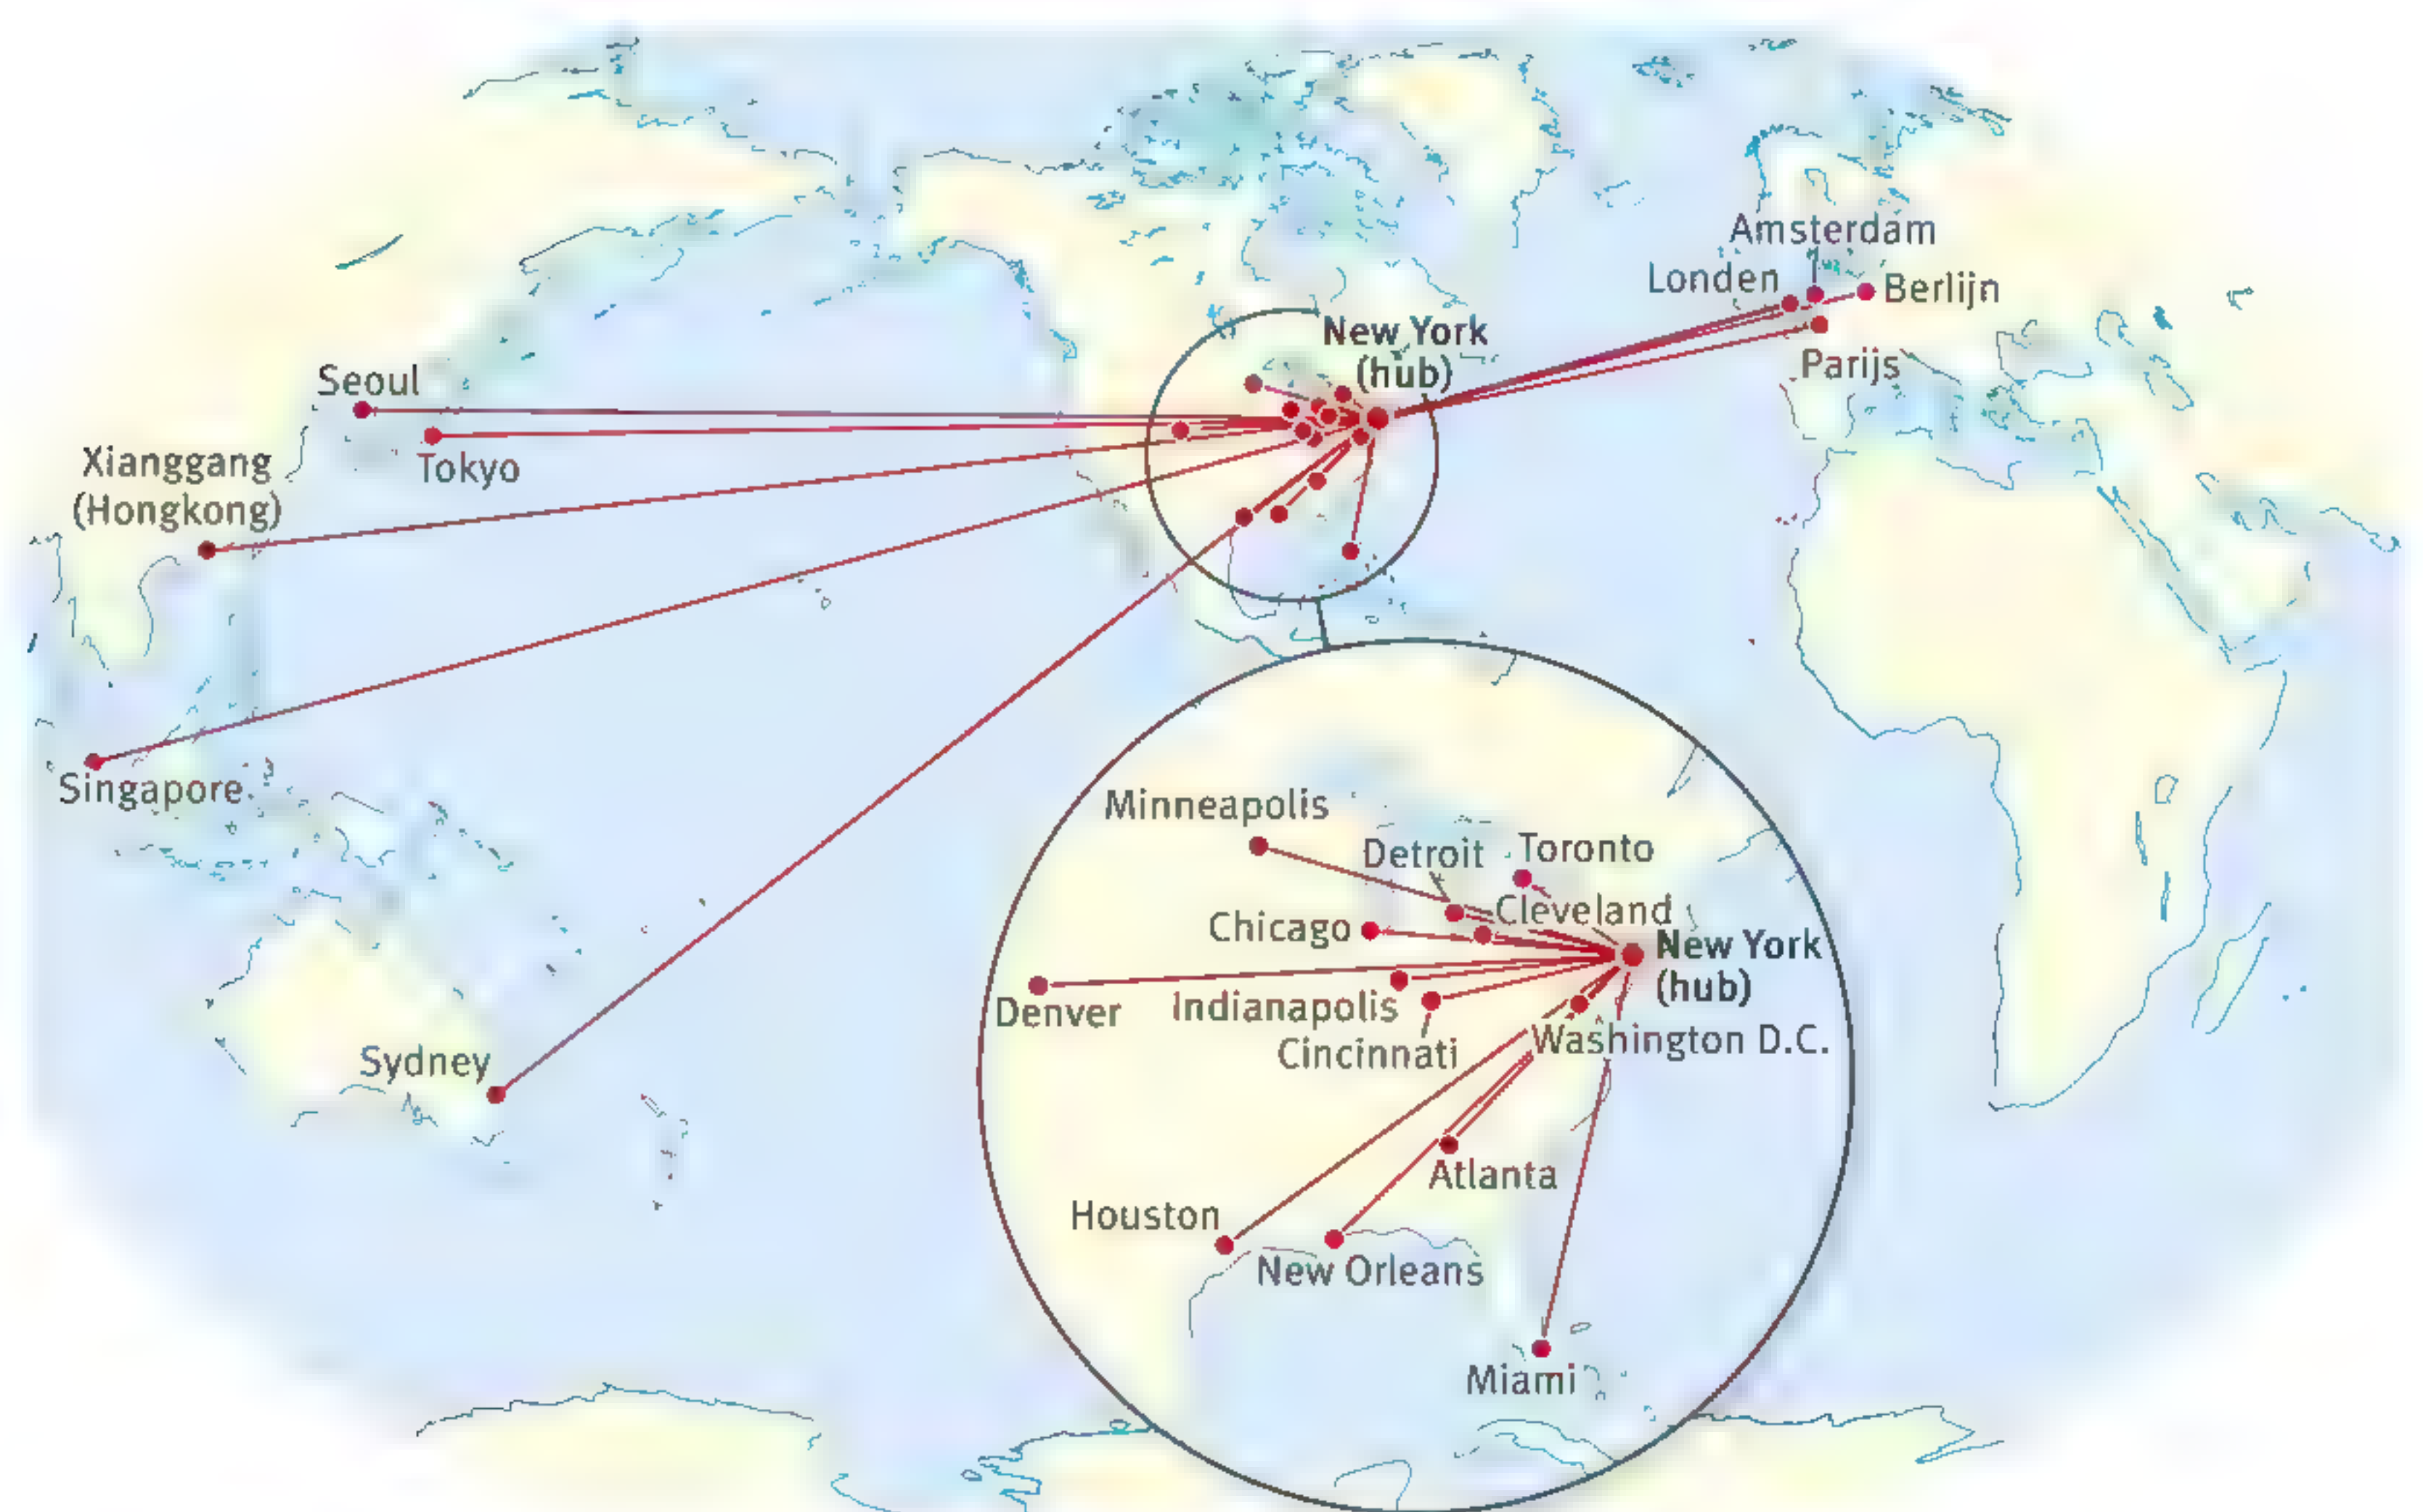 Amsterdam
Londen
Berlijn
New York
(hub)
Parijs
Seoul
Xianggang
(Hongkong)
Tokyo
Singapore
Sydney
Minneapolis
Detroit
Toronto
Cleveland
Chicago
New York
(hub)
Denver
Indianapolis
Cincinnati
Washington D.C.
Atlanta
Houston
New Orleans
Miami